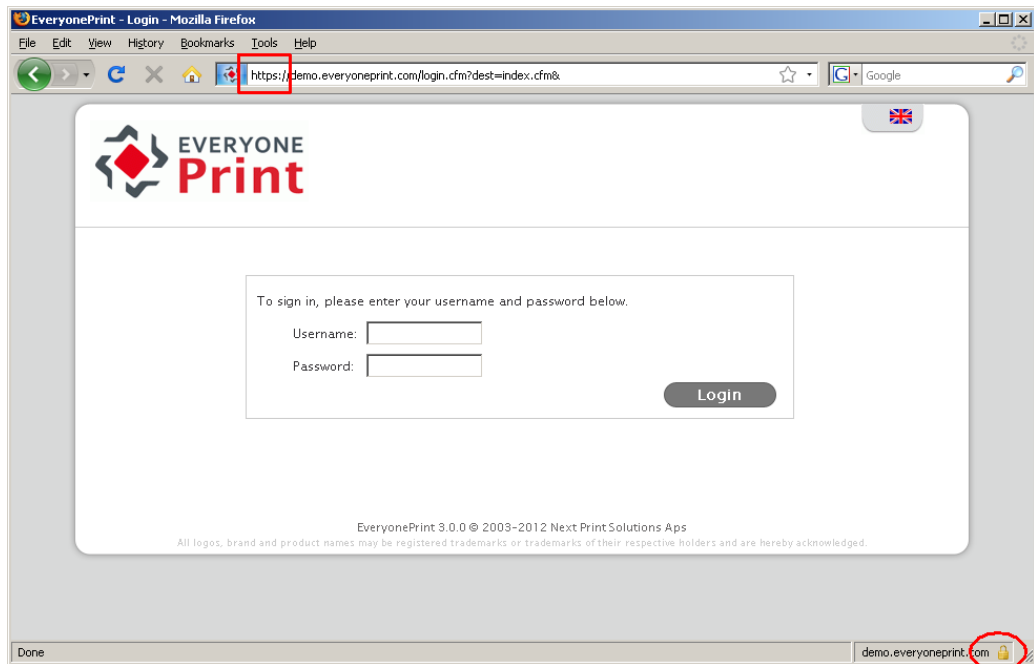 EveryonePrint - Login - Mozilla Firefox
File Edit View History Bookmarks Tools Help
https://demo.everyoneprint.com/login.cfm?dest=index.cfm& G Google
EVERYONE
Print
To sign in, please enter your username and password below.
Username:
Password:
Login
EveryonePrint 3.0.0 © 2003-2012 Next Print Solutions Aps
All logos, brand and product names may be registered trademarks or trademarks of their respective holders and are hereby acknowledged.
Done demo.everyoneprint.com